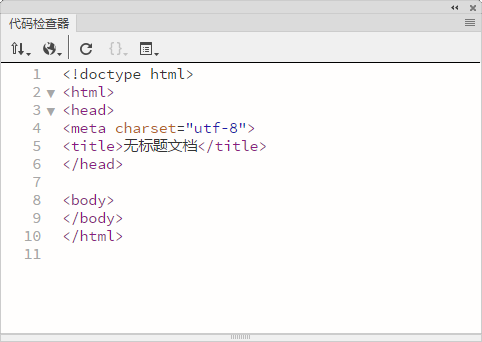 代码检查器
1 <!doctype html>
2 <html>
3 <head>
4 <meta charset="utf-8">
5 <title>无标题文档</title>
6 </head>
7
8 <body>
9 </body>
10 </html>
11